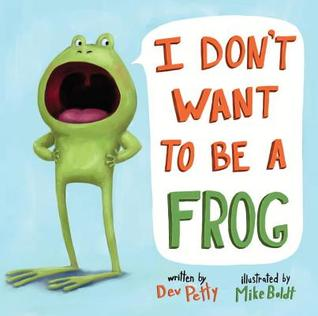 I DON'T
WANT
TO BE A
FROG
written by illustrated by
Dev Petty Mike Boldt